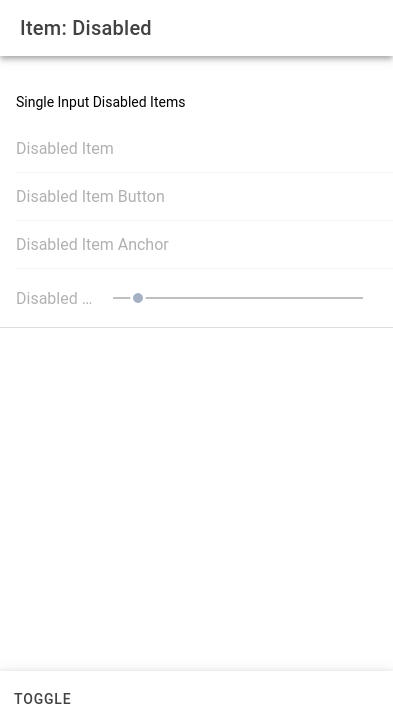 Item: Disabled
Single Input Disabled Items
Disabled Item
Disabled Item Button
Disabled Item Anchor
Disabled ...
TOGGLE